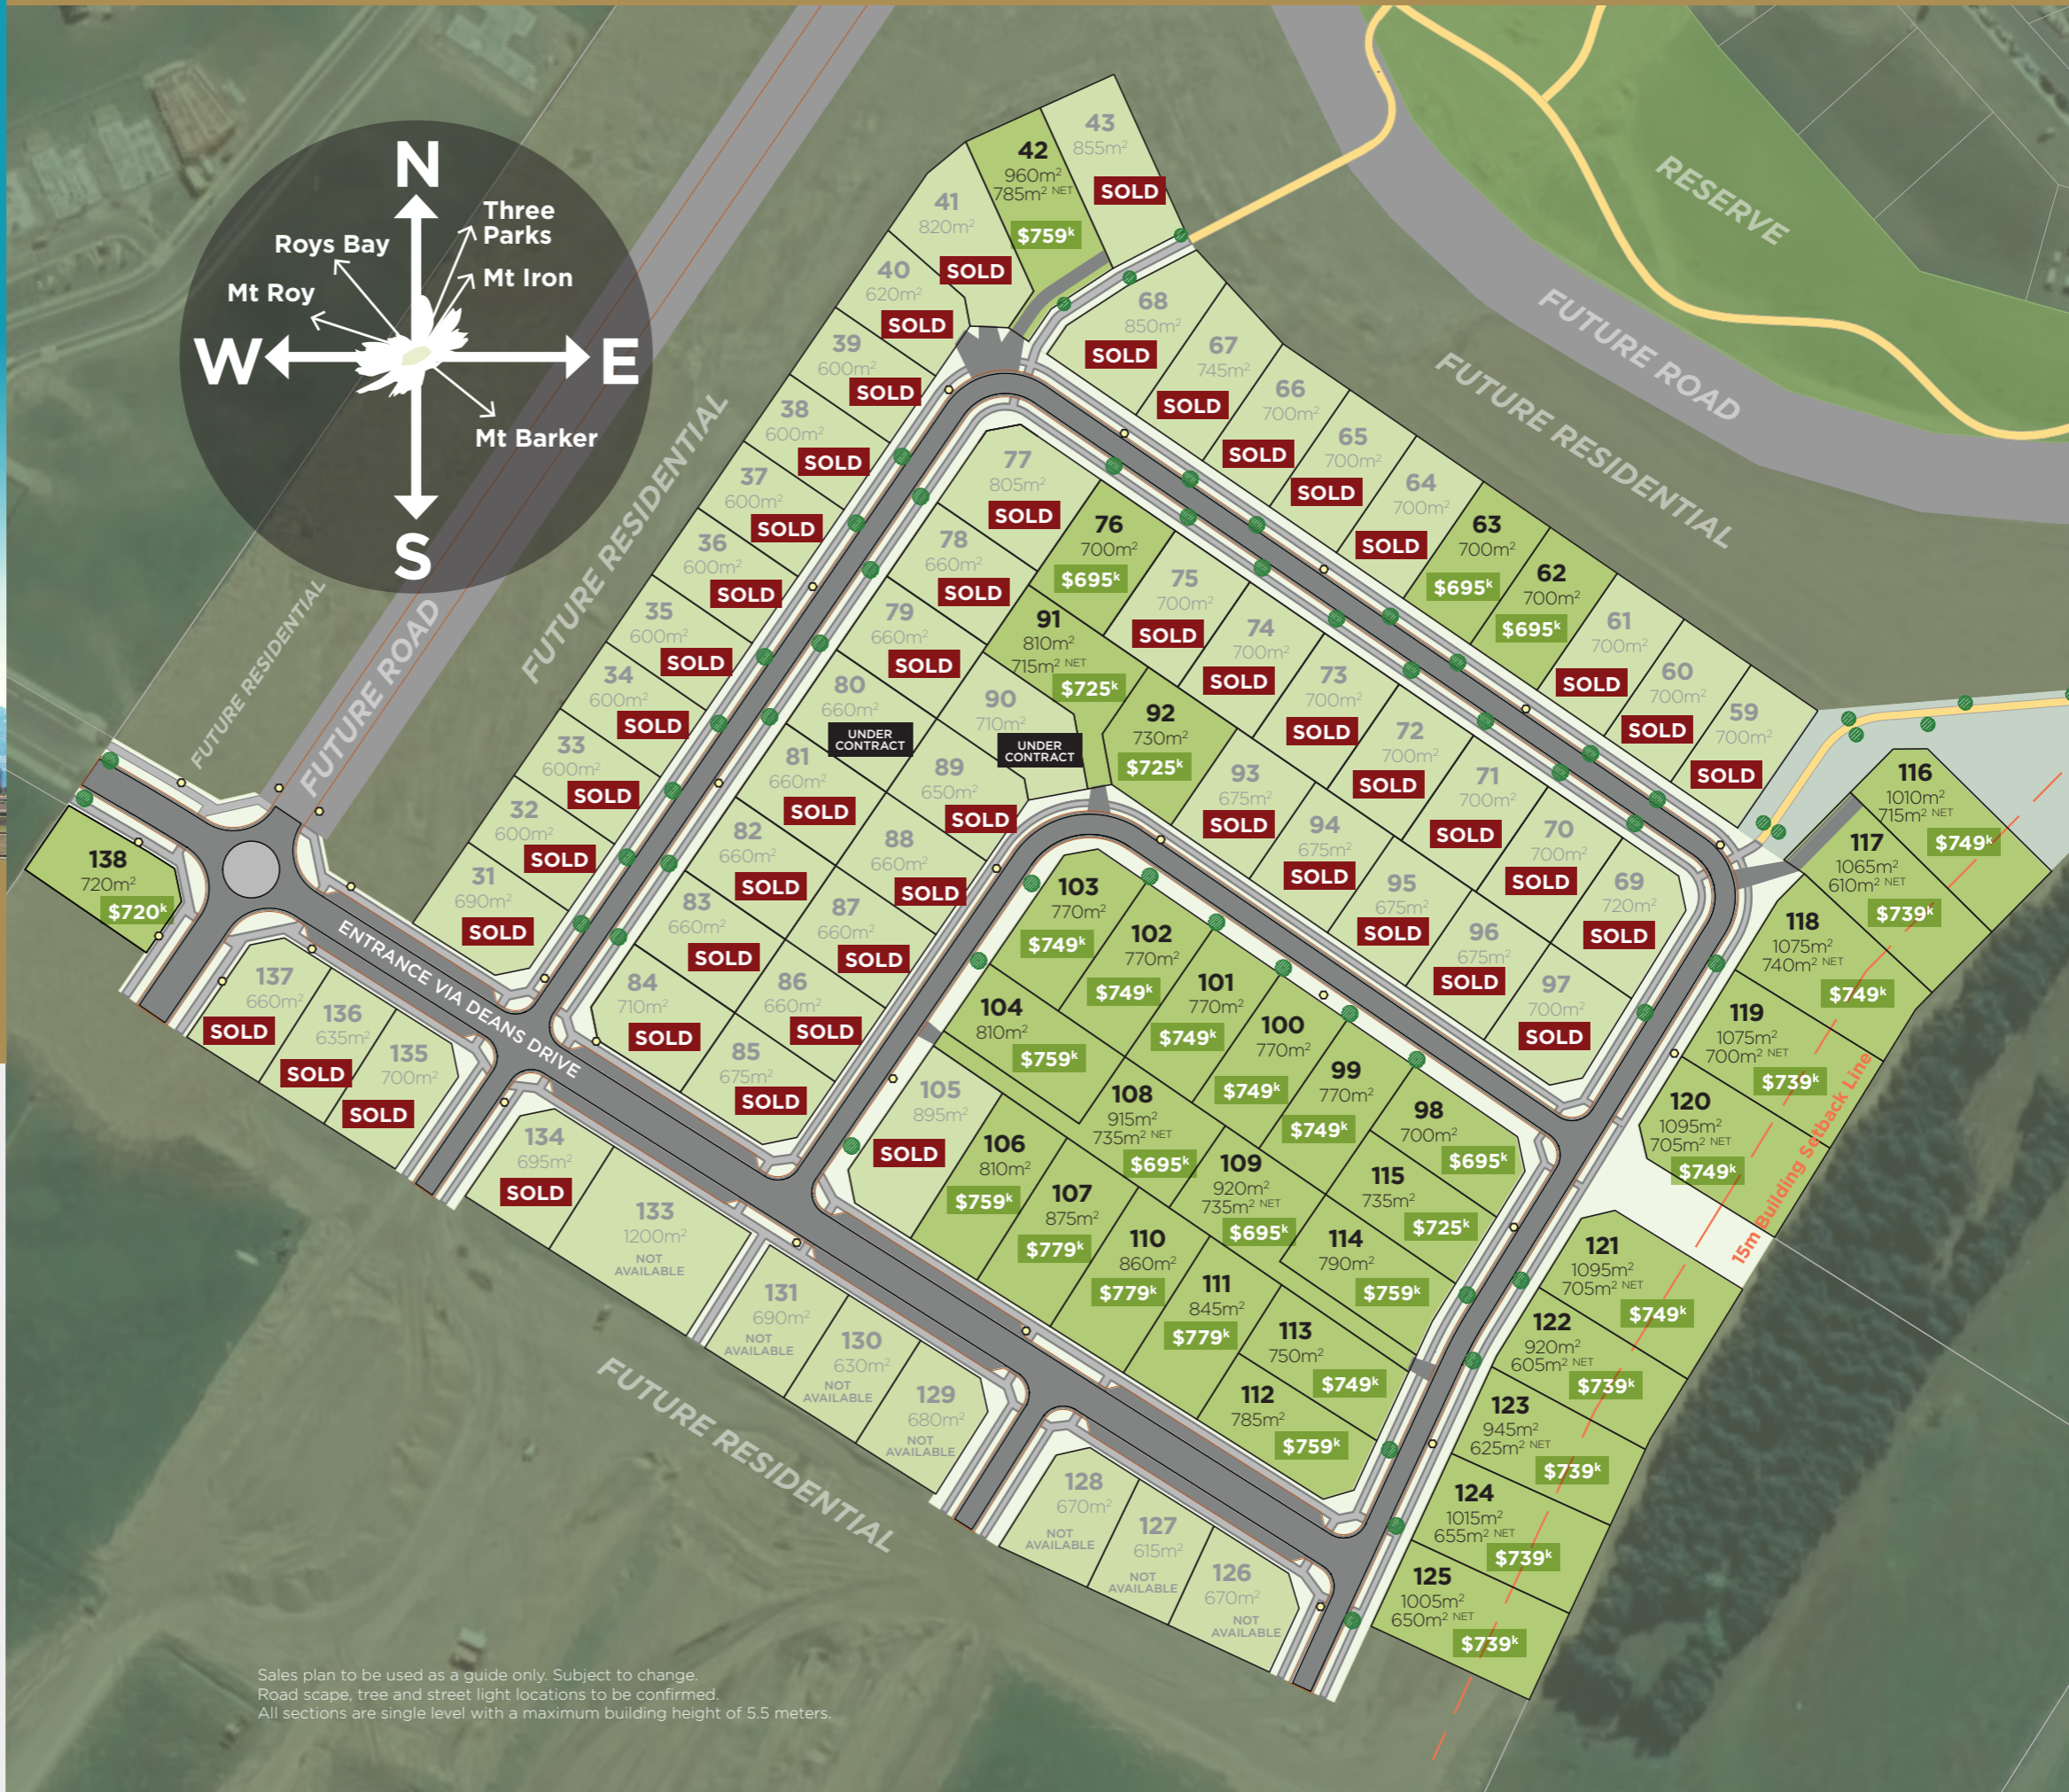 N
Three
Parks
Roys Bay
Mt Iron
Mt Roy
W
E
Mt Barker
S
RESERVE
FUTURE ROAD
FUTURE RESIDENTIAL
FUTURE RESIDENTIAL
FUTURE RESIDENTIAL
FUTURE ROAD
43
855m²
SOLD
42
960m²
785m² NET
$759ᵏ
41
820m²
SOLD
40
620m²
SOLD
39
600m²
SOLD
38
600m²
SOLD
37
600m²
SOLD
36
600m²
SOLD
35
600m²
SOLD
34
600m²
SOLD
33
600m²
SOLD
32
600m²
SOLD
31
690m²
SOLD
68
850m²
SOLD
67
745m²
SOLD
66
700m²
SOLD
65
700m²
SOLD
64
700m²
SOLD
63
700m²
$695ᵏ
62
700m²
$695ᵏ
61
700m²
SOLD
60
700m²
SOLD
59
700m²
SOLD
77
805m²
SOLD
76
700m²
$695ᵏ
75
700m²
SOLD
74
700m²
SOLD
73
700m²
SOLD
72
700m²
SOLD
71
700m²
SOLD
70
700m²
SOLD
69
720m²
SOLD
78
660m²
SOLD
79
660m²
SOLD
80
660m²
UNDER
CONTRACT
81
660m²
SOLD
82
660m²
SOLD
83
660m²
SOLD
84
710m²
SOLD
85
675m²
SOLD
86
660m²
SOLD
87
660m²
SOLD
88
660m²
SOLD
89
650m²
SOLD
90
710m²
UNDER
CONTRACT
91
810m²
715m² NET
$725ᵏ
92
730m²
$725ᵏ
93
675m²
SOLD
94
675m²
SOLD
95
675m²
SOLD
96
675m²
SOLD
97
700m²
SOLD
103
770m²
$749ᵏ
102
770m²
$749ᵏ
101
770m²
$749ᵏ
100
770m²
$749ᵏ
99
770m²
$749ᵏ
98
700m²
$695ᵏ
104
810m²
$759ᵏ
105
895m²
SOLD
106
810m²
$759ᵏ
107
875m²
$779ᵏ
108
915m²
735m² NET
$695ᵏ
109
920m²
735m² NET
$695ᵏ
110
860m²
$779ᵏ
111
845m²
$779ᵏ
112
785m²
$759ᵏ
113
750m²
$749ᵏ
114
790m²
$759ᵏ
115
735m²
$725ᵏ
116
1010m²
715m² NET
$749ᵏ
117
1065m²
610m² NET
$739ᵏ
118
1075m²
740m² NET
$749ᵏ
119
1075m²
700m² NET
$739ᵏ
120
1095m²
705m² NET
$749ᵏ
15m Building Setback Line
121
1095m²
705m² NET
$749ᵏ
122
920m²
605m² NET
$739ᵏ
123
945m²
625m² NET
$739ᵏ
124
1015m²
655m² NET
$739ᵏ
125
1005m²
650m² NET
$739ᵏ
138
720m²
$720ᵏ
ENTRANCE VIA DEANS DRIVE
137
660m²
SOLD
136
635m²
SOLD
135
700m²
SOLD
134
695m²
SOLD
133
1200m²
NOT
AVAILABLE
131
690m²
NOT
AVAILABLE
130
630m²
NOT
AVAILABLE
129
680m²
NOT
AVAILABLE
128
670m²
NOT
AVAILABLE
127
615m²
NOT
AVAILABLE
126
670m²
NOT
AVAILABLE
FUTURE RESIDENTIAL
Sales plan to be used as a guide only. Subject to change.
Road scape, tree and street light locations to be confirmed.
All sections are single level with a maximum building height of 5.5 meters.